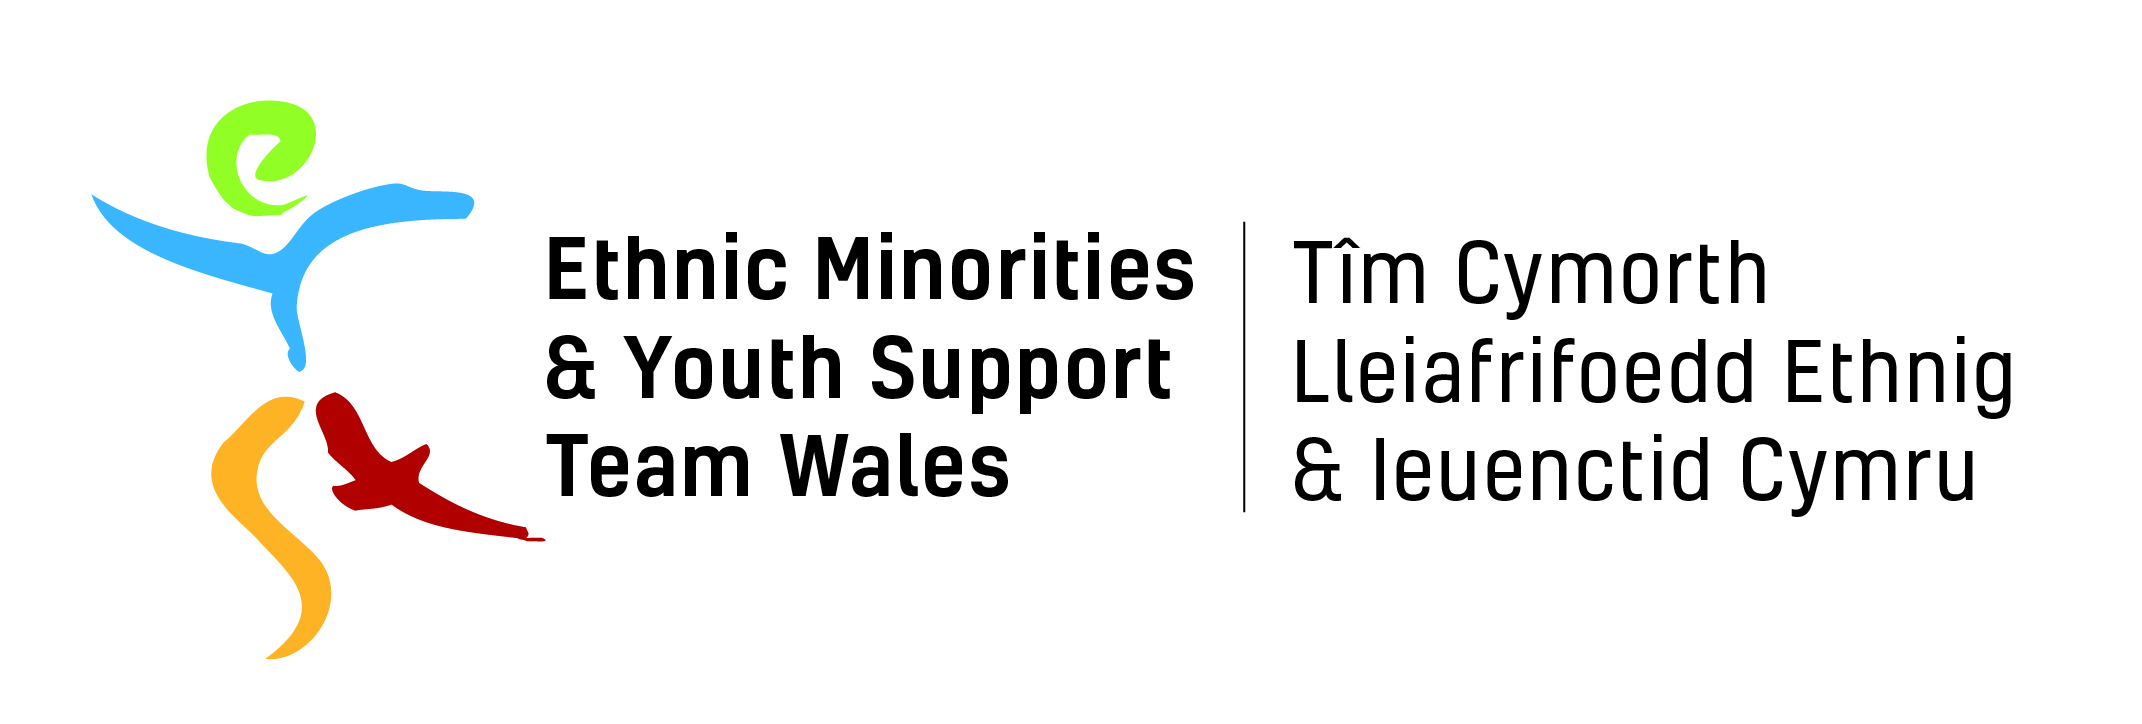 Ethnic Minorities
& Youth Support
Team Wales
Tîm Cymorth
Lleiafrifoedd Ethnig
& Ieuenctid Cymru